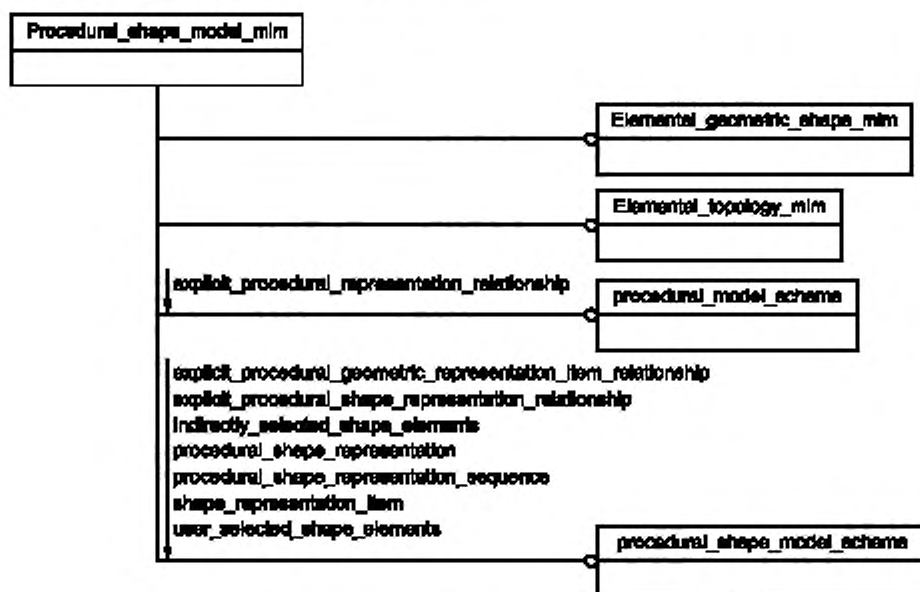 Procedural_shape_model_mim
Elemental_geometric_shape_mim
Elemental_topology_mim
explicit_procedural_representation_relationship
procedural_model_schema
explicit_procedural_geometric_representation_item_relationship
explicit_procedural_shape_representation_relationship
indirectly_selected_shape_elements
procedural_shape_representation
procedural_shape_representation_sequence
shape_representation_item
user_selected_shape_elements
procedural_shape_model_schema